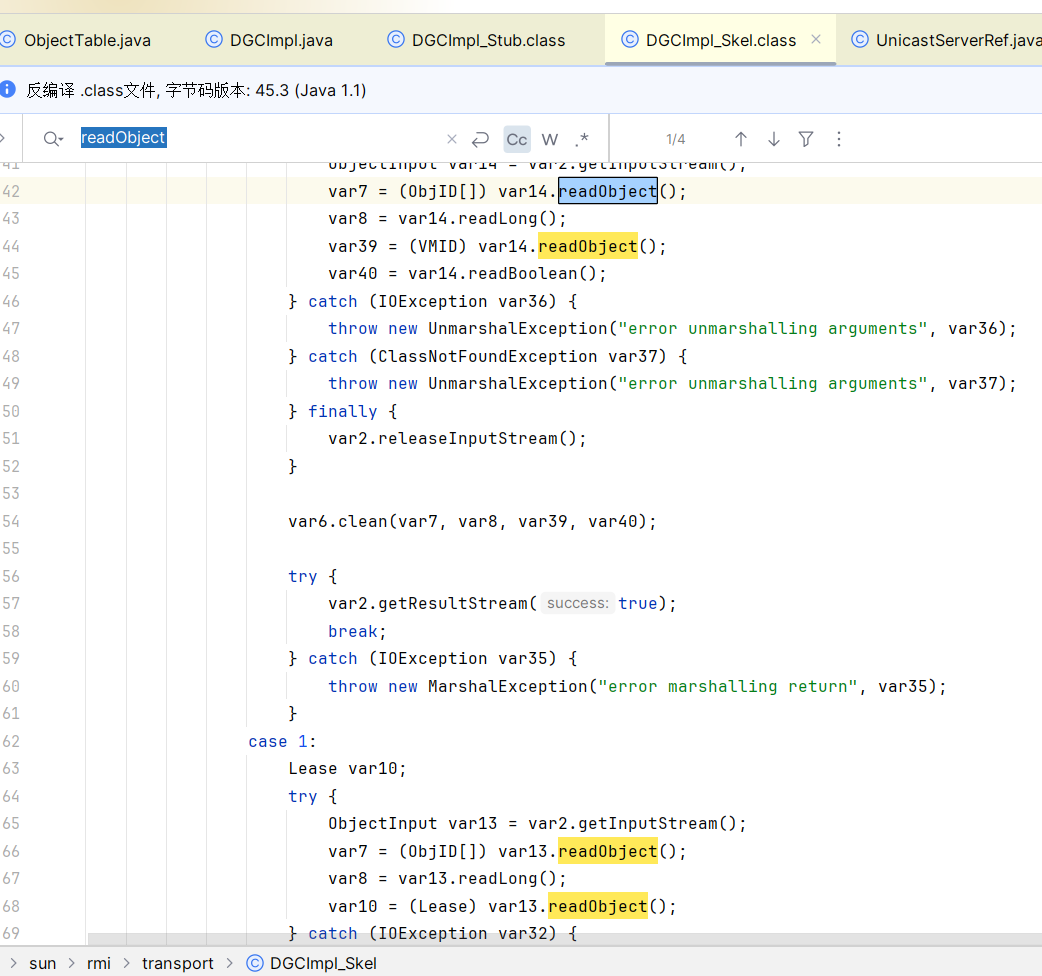 ObjectTable.java DGCImpl.java DGCImpl_Stub.class DGCImpl_Skel.class UnicastServerRef.java
反编译 .class文件, 字节码版本: 45.3 (Java 1.1)
readObject Cc W .* 1/4
41 ObjectInput var14 = var2.getInputStream();
42 var7 = (ObjID[]) var14.readObject();
43 var8 = var14.readLong();
44 var39 = (VMID) var14.readObject();
45 var40 = var14.readBoolean();
46 } catch (IOException var36) {
47 throw new UnmarshalException("error unmarshalling arguments", var36);
48 } catch (ClassNotFoundException var37) {
49 throw new UnmarshalException("error unmarshalling arguments", var37);
50 } finally {
51 var2.releaseInputStream();
52 }
53
54 var6.clean(var7, var8, var39, var40);
55
56 try {
57 var2.getResultStream( success: true);
58 break;
59 } catch (IOException var35) {
60 throw new MarshalException("error marshalling return", var35);
61 }
62 case 1:
63 Lease var10;
64 try {
65 ObjectInput var13 = var2.getInputStream();
66 var7 = (ObjID[]) var13.readObject();
67 var8 = var13.readLong();
68 var10 = (Lease) var13.readObject();
69 } catch (IOException var32) {
sun rmi transport DGCImpl_Skel